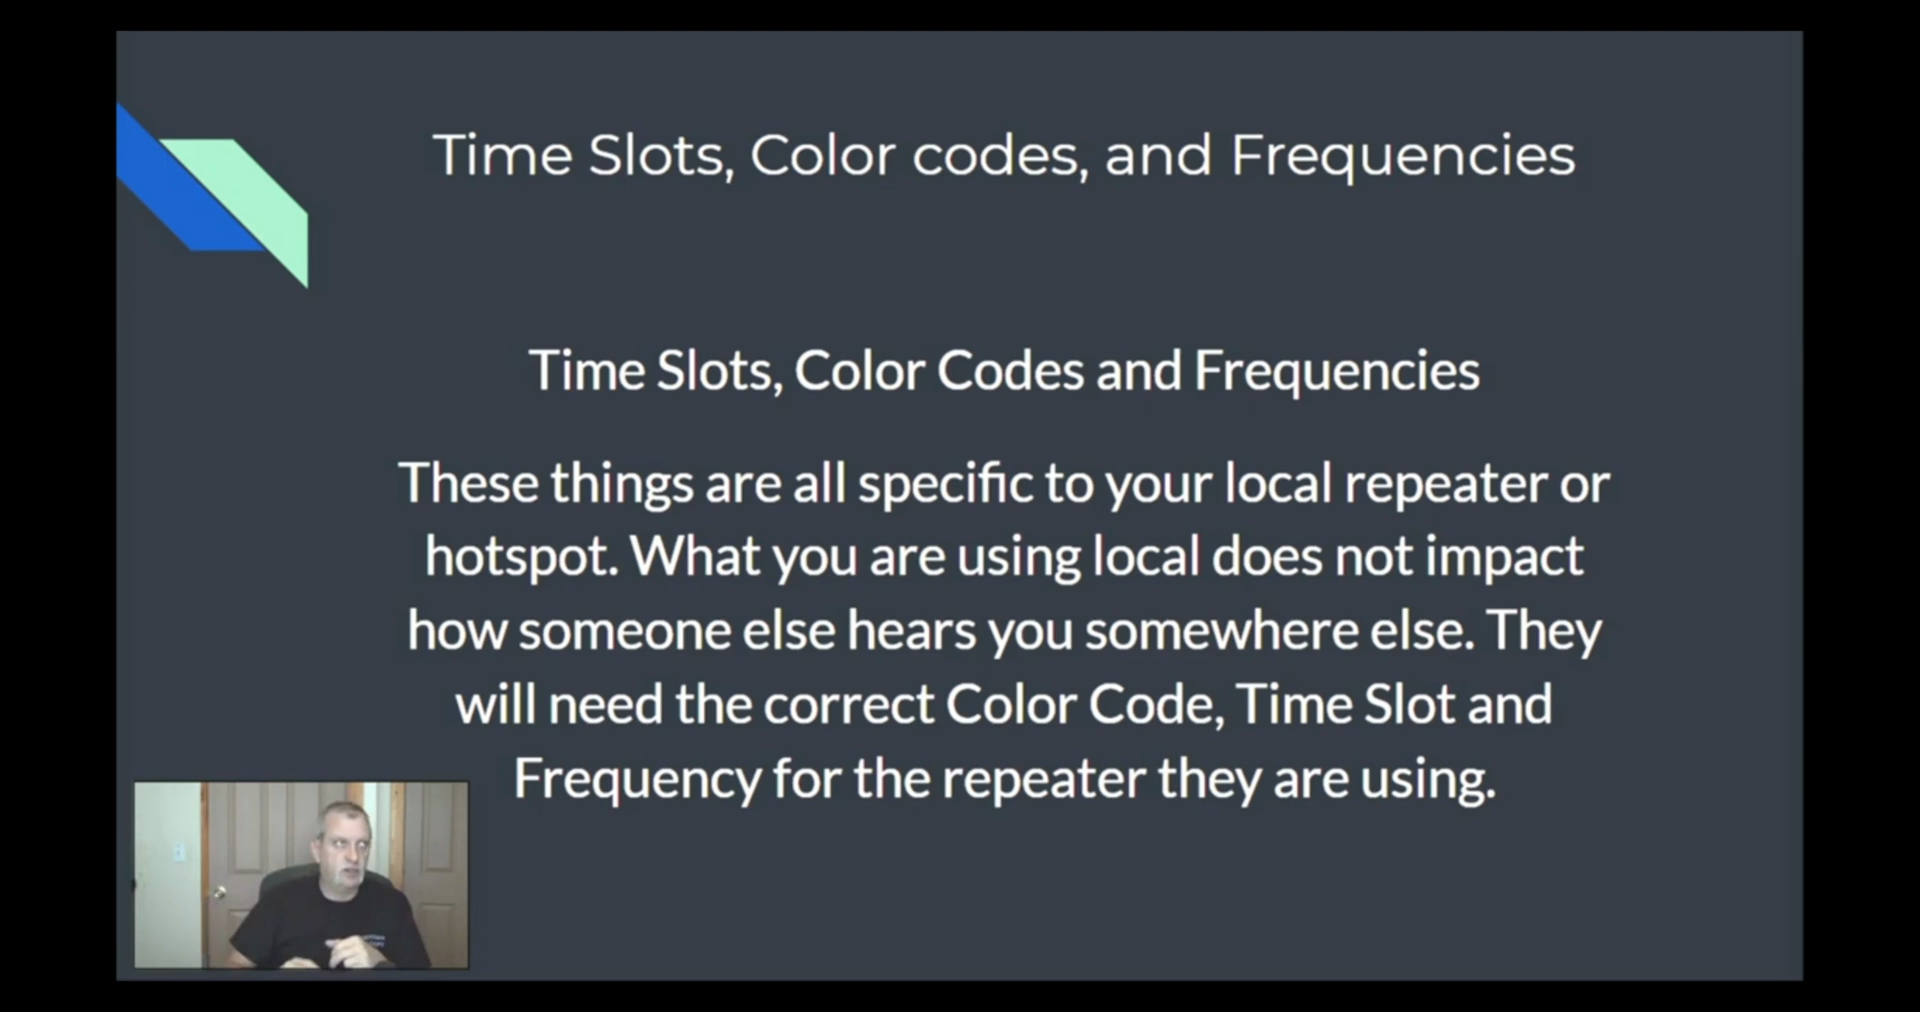 Time Slots, Color codes, and Frequencies
Time Slots, Color Codes and Frequencies
These things are all specific to your local repeater or
hotspot. What you are using local does not impact
how someone else hears you somewhere else. They
will need the correct Color Code, Time Slot and
Frequency for the repeater they are using.